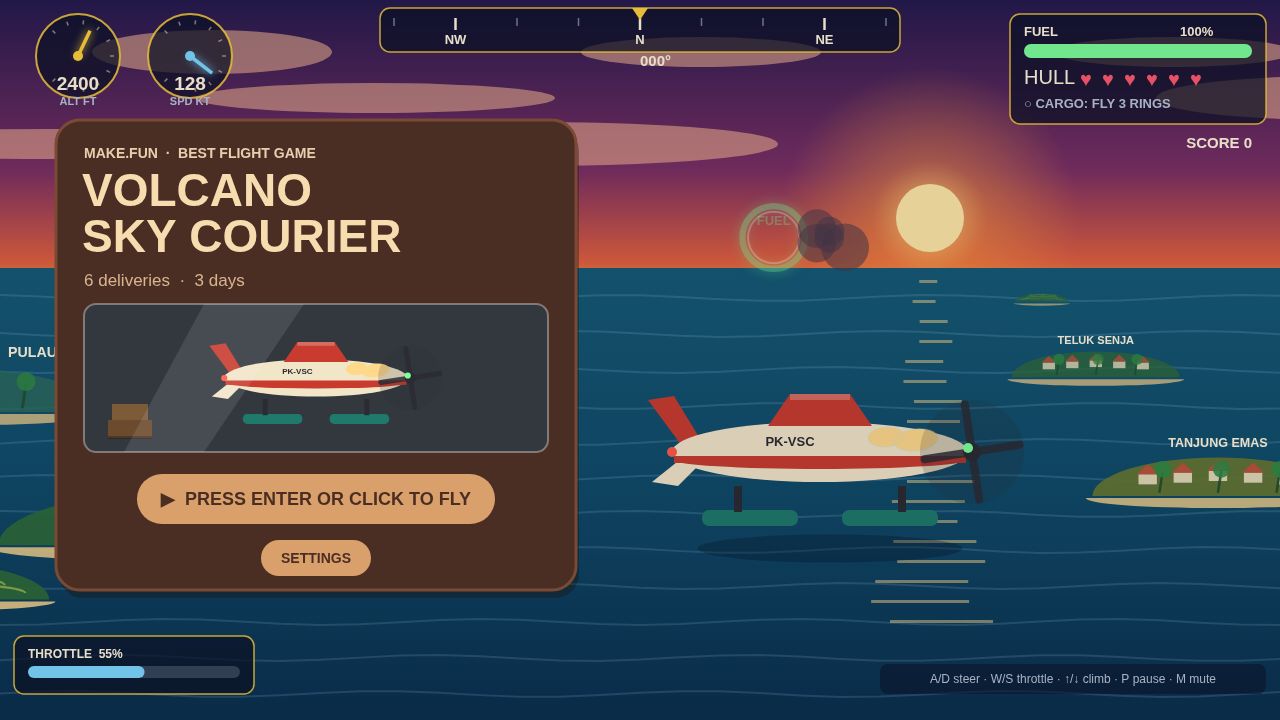 NW
N
NE
000°
2400
ALT FT
128
SPD KT
FUEL
100%
HULL ♥ ♥ ♥ ♥ ♥ ♥
○ CARGO: FLY 3 RINGS
SCORE 0
MAKE.FUN · BEST FLIGHT GAME
VOLCANO
SKY COURIER
6 deliveries · 3 days
PK-VSC
▶ PRESS ENTER OR CLICK TO FLY
SETTINGS
FUEL
PULAU
TELUK SENJA
TANJUNG EMAS
PK-VSC
THROTTLE 55%
A/D steer · W/S throttle · ↑/↓ climb · P pause · M mute